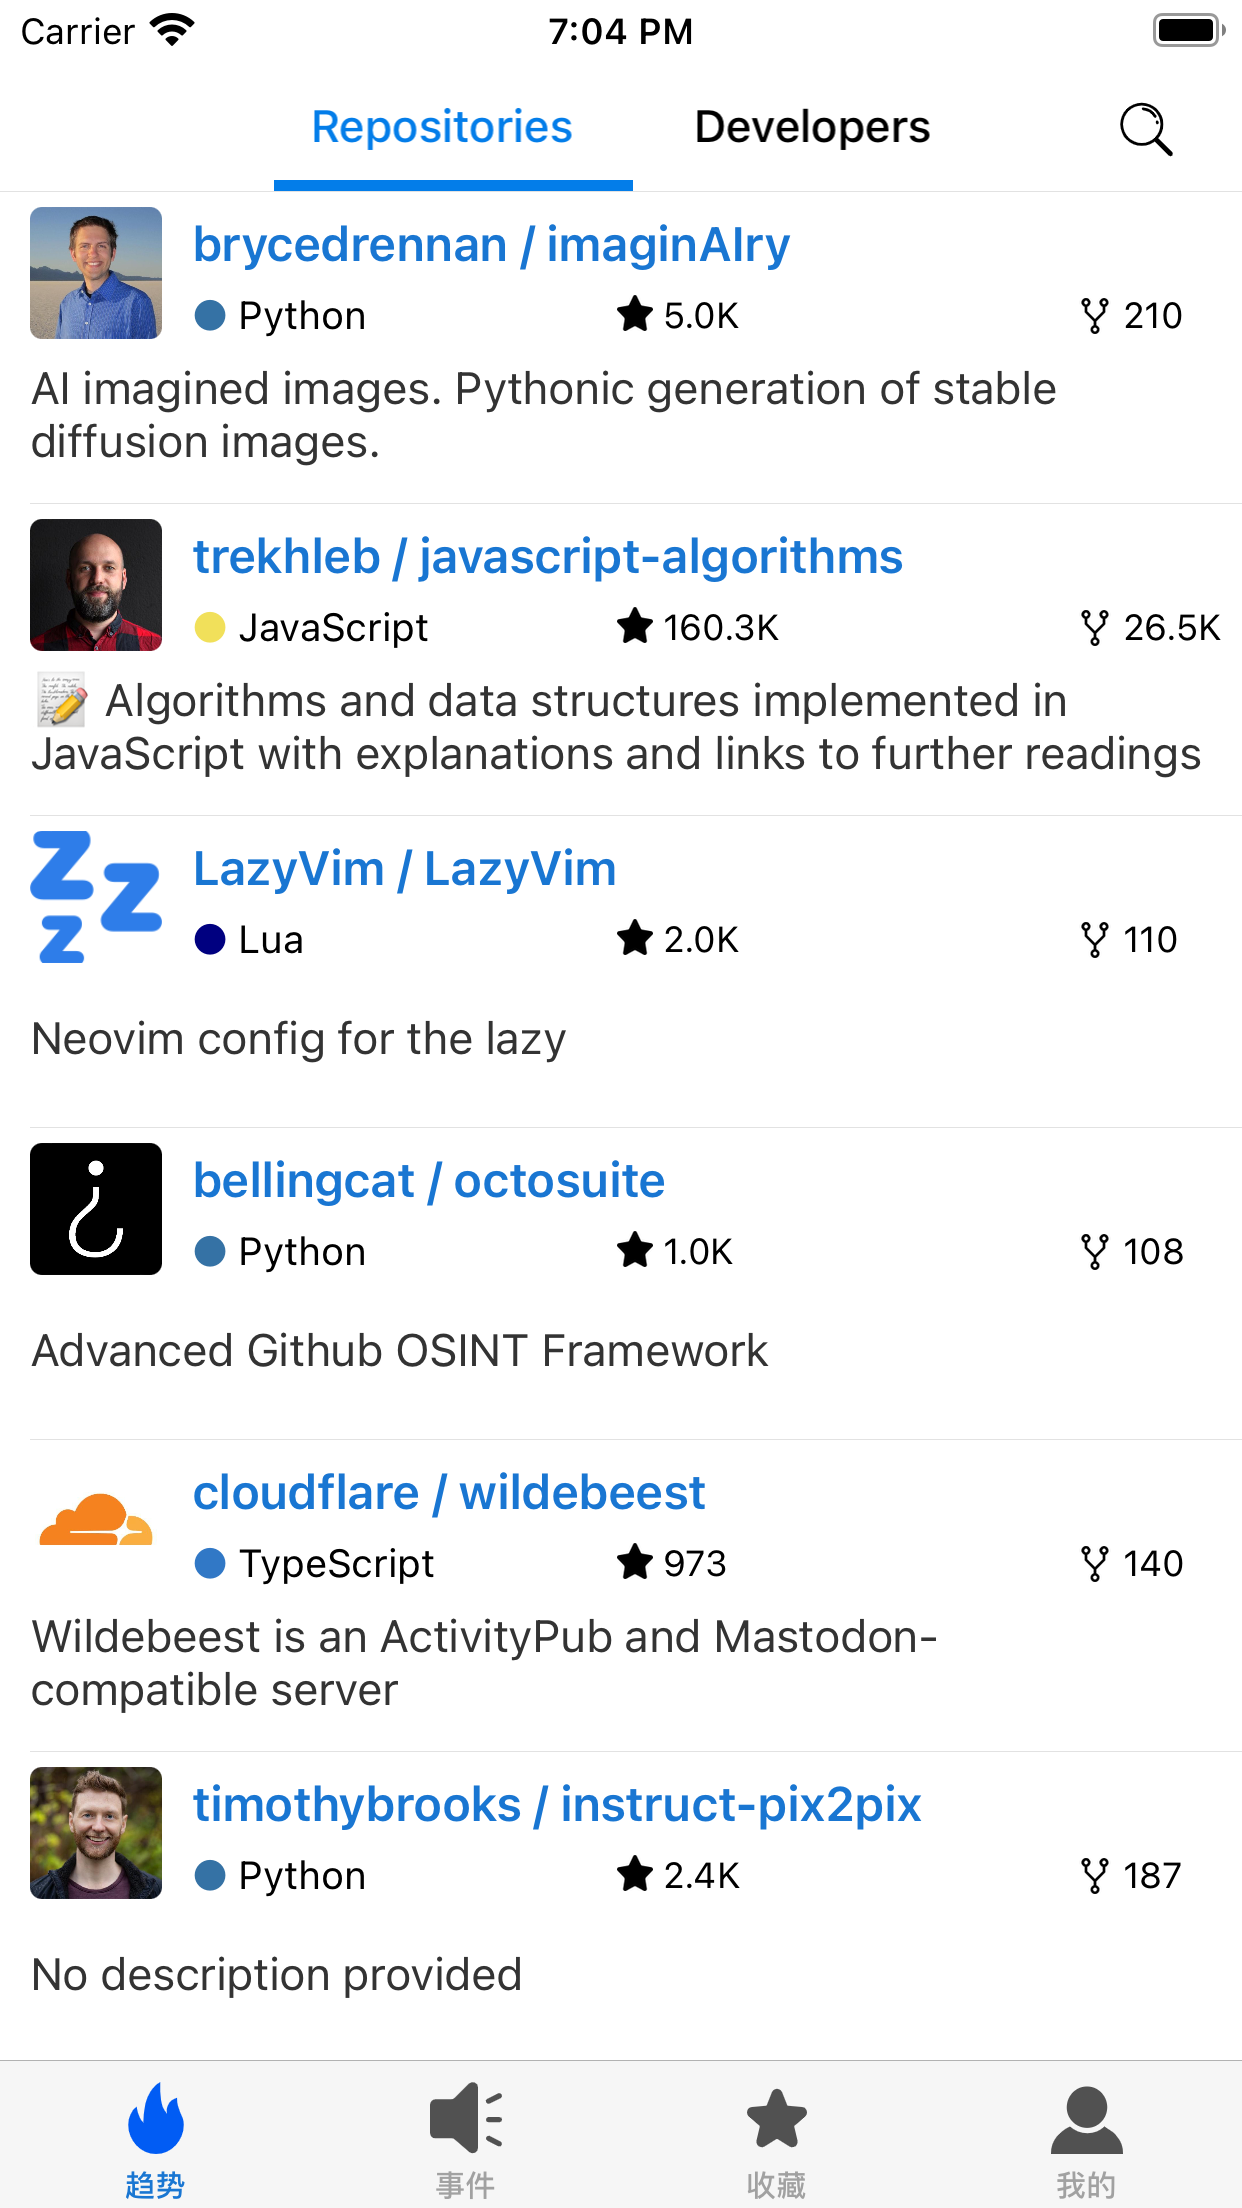 Carrier 7:04 PM
Repositories Developers
brycedrennan / imaginAIry
Python 5.0K 210
AI imagined images. Pythonic generation of stable
diffusion images.
trekhleb / javascript-algorithms
JavaScript 160.3K 26.5K
📝 Algorithms and data structures implemented in
JavaScript with explanations and links to further readings
LazyVim / LazyVim
Lua 2.0K 110
Neovim config for the lazy
bellingcat / octosuite
Python 1.0K 108
Advanced Github OSINT Framework
cloudflare / wildebeest
TypeScript 973 140
Wildebeest is an ActivityPub and Mastodon-
compatible server
timothybrooks / instruct-pix2pix
Python 2.4K 187
No description provided
趋势 事件 收藏 我的